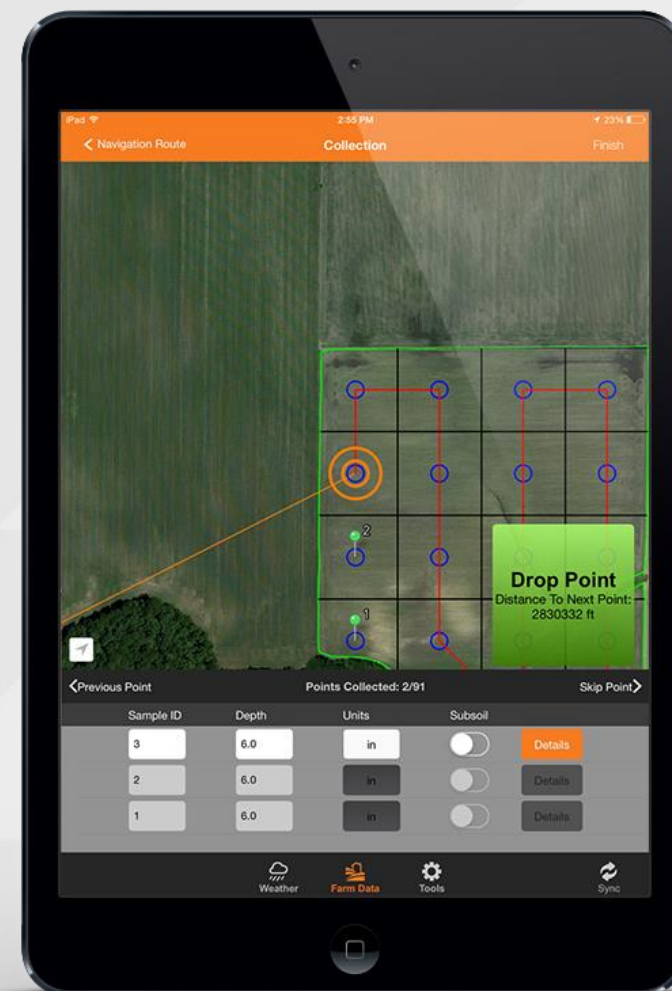 iPad 2:55 PM 23%
Navigation Route Collection Finish
2
1
Drop Point
Distance To Next Point:
2830332 ft
Previous Point Points Collected: 2/91 Skip Point
Sample ID Depth Units Subsoil
3 6.0 in Details
2 6.0 in Details
1 6.0 in Details
Weather Farm Data Tools Sync